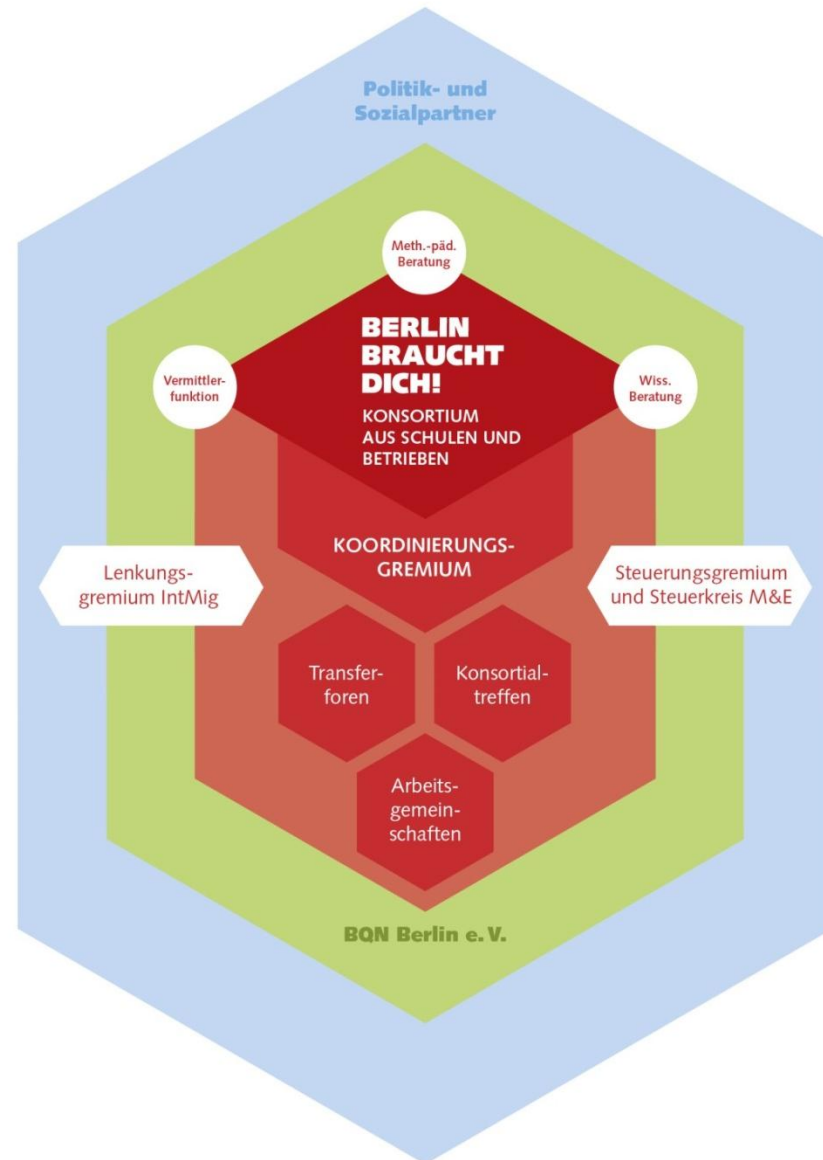 Politik- und
Sozialpartner
Meth.-päd.
Beratung
BERLIN
BRAUCHT
DICH!
KONSORTIUM
AUS SCHULEN UND
BETRIEBEN
Vermittler-
funktion
Wiss.
Beratung
KOORDINIERUNGS-
GREMIUM
Lenkungs-
gremium IntMig
Steuerungsgremium
und Steuerkreis M&E
Transfer-
foren
Konsortial-
treffen
Arbeits-
gemein-
schaften
BQN Berlin e. V.